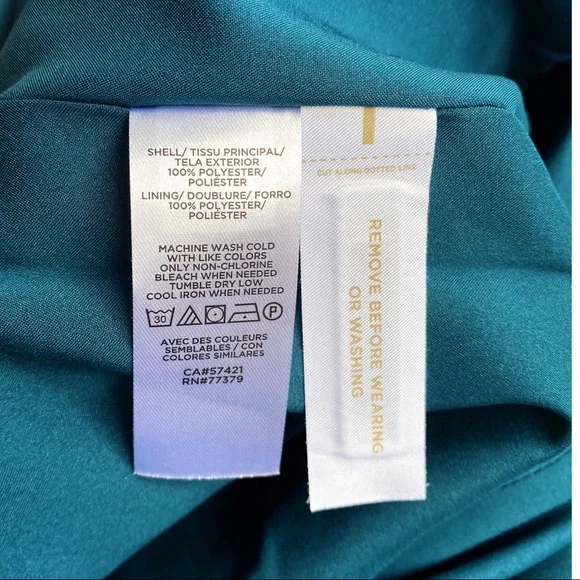 SHELL/ TISSU PRINCIPAL/
TELA EXTERIOR
100% POLYESTER/
POLIÉSTER
LINING/ DOUBLURE/ FORRO
100% POLYESTER/
POLIÉSTER
MACHINE WASH COLD
WITH LIKE COLORS
ONLY NON-CHLORINE
BLEACH WHEN NEEDED
TUMBLE DRY LOW
COOL IRON WHEN NEEDED
30 P
AVEC DES COULEURS
SEMBLABLES / CON
COLORES SIMILARES
CA#57421
RN#77379
CUT ALONG DOTTED LINE
REMOVE BEFORE WEARING
OR WASHING